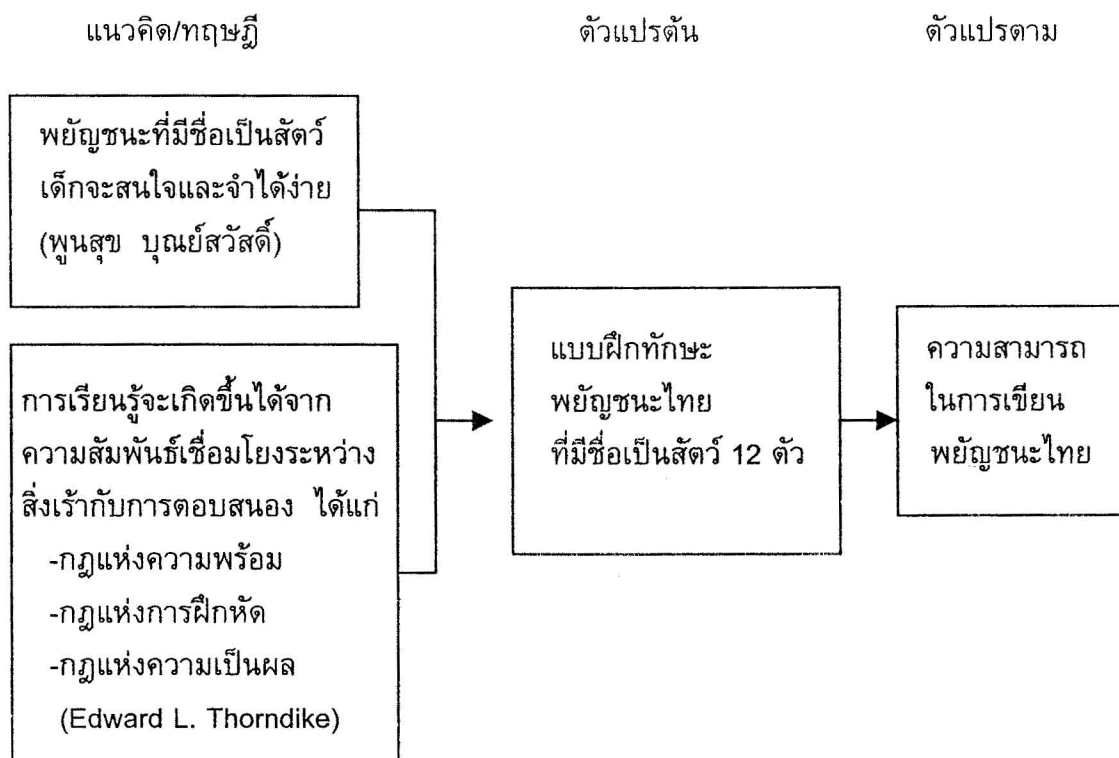 แนวคิด/ทฤษฎี ตัวแปรต้น ตัวแปรตาม
พยัญชนะที่มีชื่อเป็นสัตว์
เด็กจะสนใจและจำได้ง่าย
(พูนสุข บุณย์สวัสดิ์)
การเรียนรู้จะเกิดขึ้นได้จาก
ความสัมพันธ์เชื่อมโยงระหว่าง
สิ่งเร้ากับการตอบสนอง ได้แก่
-กฎแห่งความพร้อม
-กฎแห่งการฝึกหัด
-กฎแห่งความเป็นผล
(Edward L. Thorndike)
แบบฝึกทักษะ
พยัญชนะไทย
ที่มีชื่อเป็นสัตว์ 12 ตัว
ความสามารถ
ในการเขียน
พยัญชนะไทย